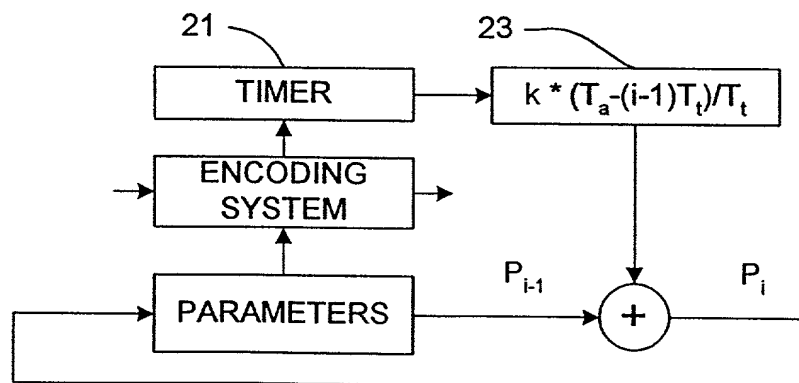 21
23
TIMER
k * (Tₐ-(i-1)Tₜ)/Tₜ
ENCODING
SYSTEM
PARAMETERS
Pᵢ₋₁
+
Pᵢ